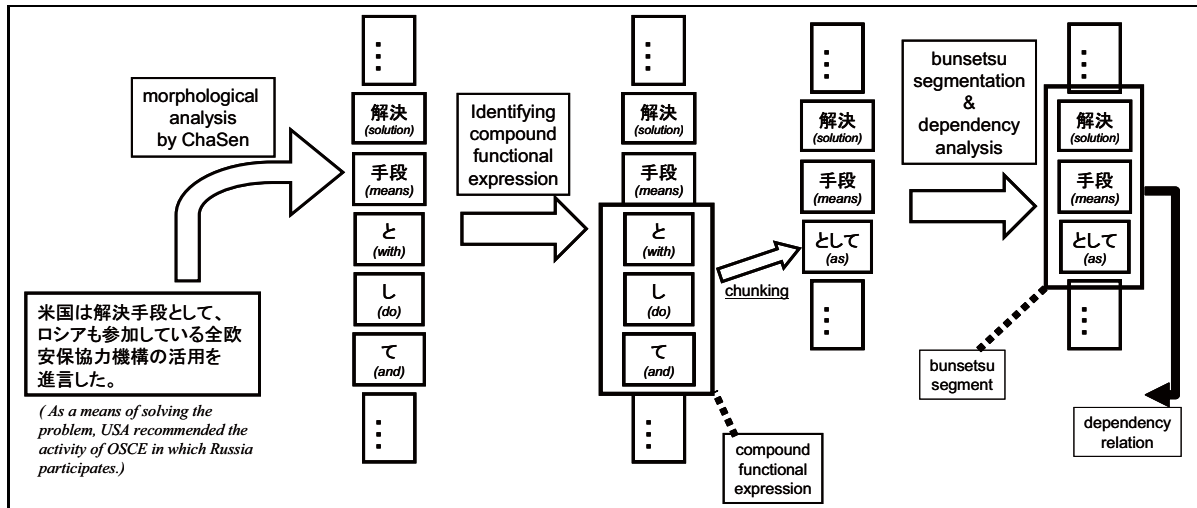 morphological
analysis
by ChaSen
米国は解決手段として、
ロシアも参加している全欧
安保協力機構の活用を
進言した。
( As a means of solving the
problem, USA recommended the
activity of OSCE in which Russia
participates.)
⋮
解決
(solution)
手段
(means)
と
(with)
し
(do)
て
(and)
⋮
Identifying
compound
functional
expression
⋮
解決
(solution)
手段
(means)
と
(with)
し
(do)
て
(and)
⋮
compound
functional
expression
chunking
⋮
解決
(solution)
手段
(means)
として
(as)
⋮
bunsetsu
segmentation
&
dependency
analysis
⋮
解決
(solution)
手段
(means)
として
(as)
⋮
bunsetsu
segment
dependency
relation